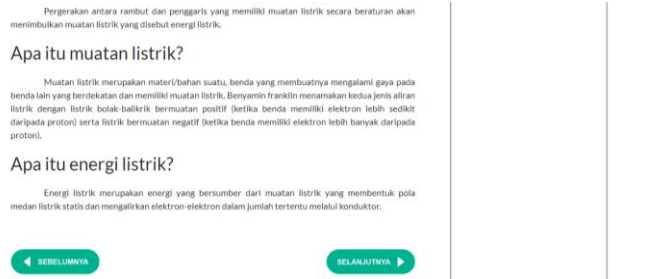 Pergerakan antara rambut dan penggaris yang memiliki muatan listrik secara beraturan akan
menimbulkan muatan listrik yang disebut energi listrik.
Apa itu muatan listrik?
Muatan listrik merupakan materi/bahan suatu, benda yang membuatnya mengalami gaya pada
benda lain yang berdekatan dan memiliki muatan listrik. Benyamin franklin menamakan kedua jenis aliran
listrik dengan listrik bolak-balikrik bermuatan positif (ketika benda memiliki elektron lebih sedikit
daripada proton) serta listrik bermuatan negatif (ketika benda memiliki elektron lebih banyak daripada
proton).
Apa itu energi listrik?
Energi listrik merupakan energi yang bersumber dari muatan listrik yang membentuk pola
medan listrik statis dan mengalirkan elektron-elektron dalam jumlah tertentu melalui konduktor.
SEBELUMNYA
SELANJUTNYA